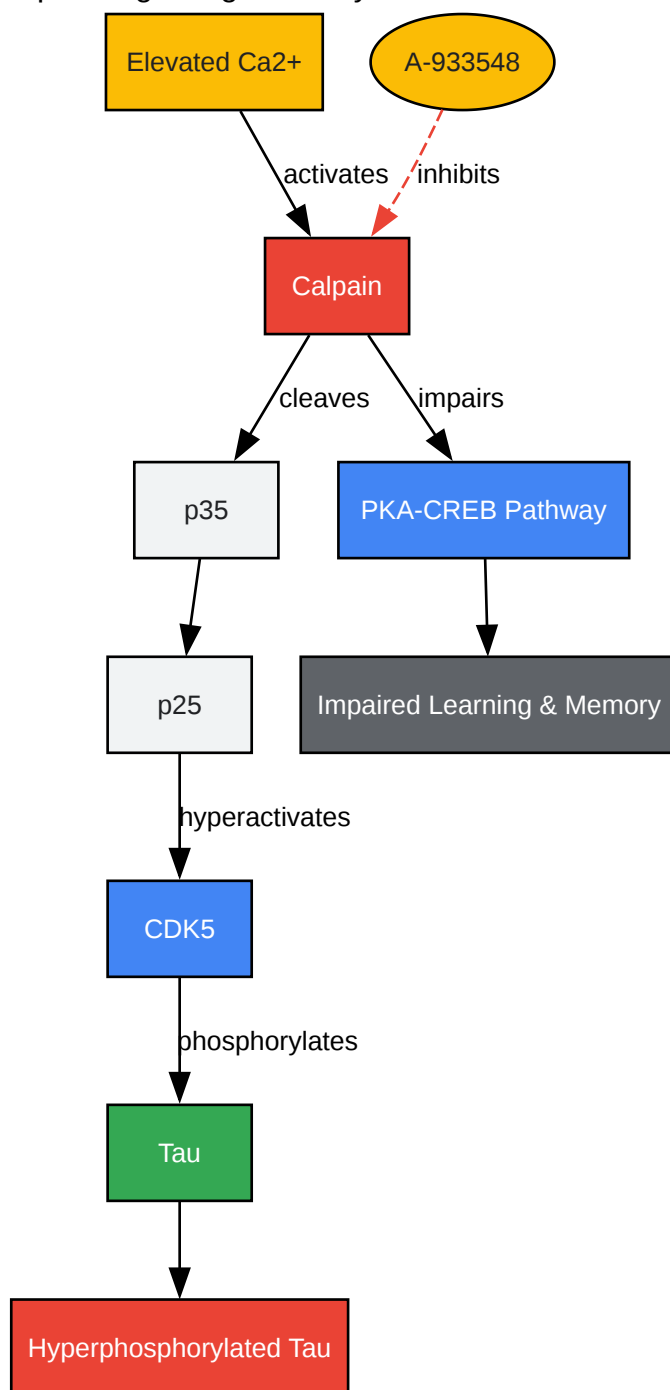 Elevated Ca2+
A-933548
activates
inhibits
Calpain
cleaves
impairs
p35
PKA-CREB Pathway
p25
Impaired Learning & Memory
hyperactivates
CDK5
phosphorylates
Tau
Hyperphosphorylated Tau